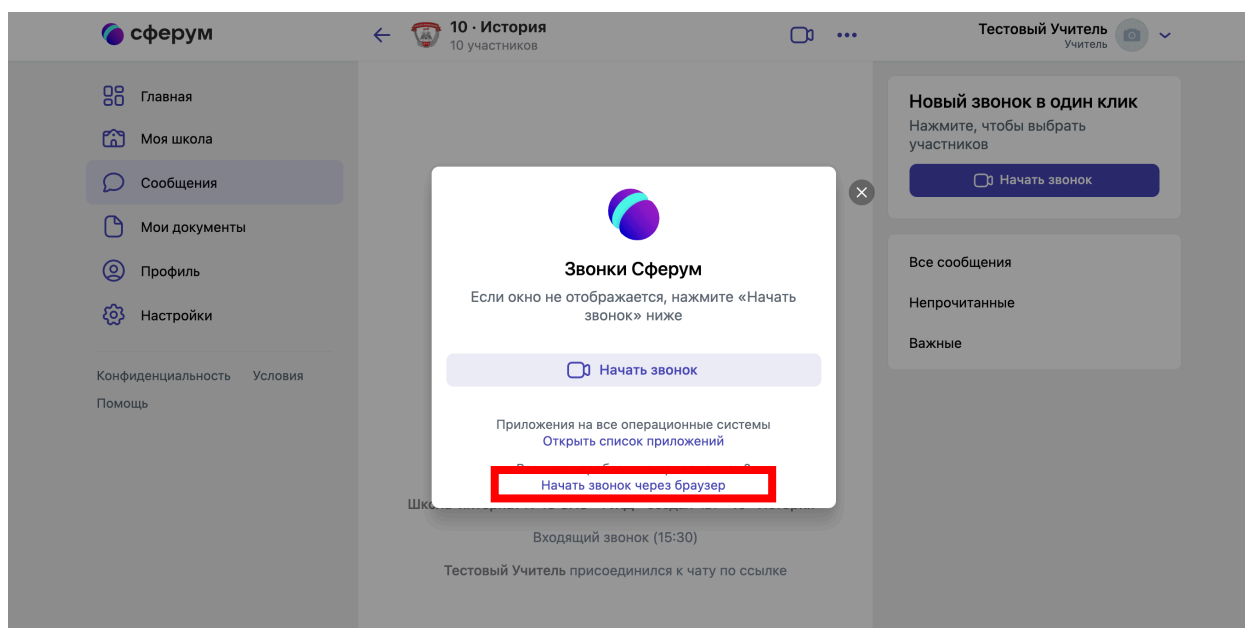 сферум
10 · История
10 участников
Тестовый Учитель
Учитель
Главная
Моя школа
Сообщения
Мои документы
Профиль
Настройки
Конфиденциальность Условия
Помощь
Звонки Сферум
Если окно не отображается, нажмите «Начать
звонок» ниже
Начать звонок
Приложения на все операционные системы
Открыть список приложений
Начать звонок через браузер
Входящий звонок (15:30)
Тестовый Учитель присоединился к чату по ссылке
Новый звонок в один клик
Нажмите, чтобы выбрать
участников
Начать звонок
Все сообщения
Непрочитанные
Важные